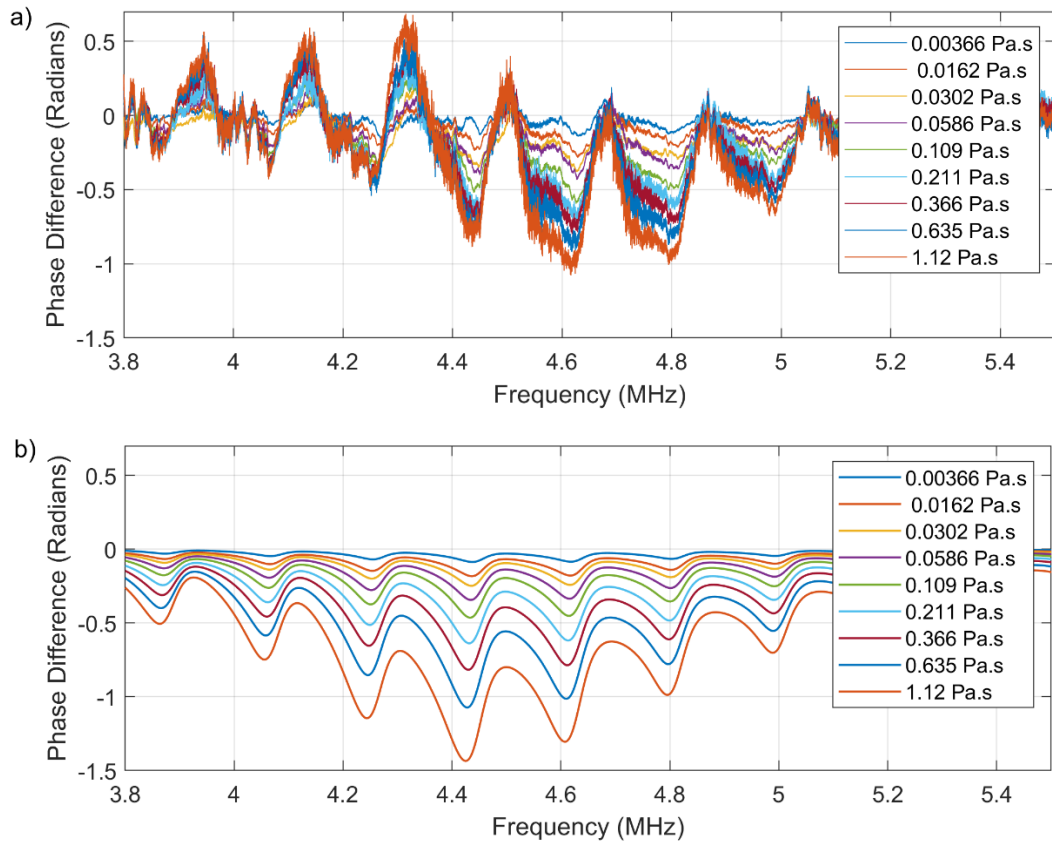 a)
Phase Difference (Radians)
0.5
0
-0.5
-1
-1.5
3.8
4
4.2
4.4
4.6
4.8
5
5.2
5.4
Frequency (MHz)
0.00366 Pa.s
0.0162 Pa.s
0.0302 Pa.s
0.0586 Pa.s
0.109 Pa.s
0.211 Pa.s
0.366 Pa.s
0.635 Pa.s
1.12 Pa.s
b)
Phase Difference (Radians)
0.5
0
-0.5
-1
-1.5
3.8
4
4.2
4.4
4.6
4.8
5
5.2
5.4
Frequency (MHz)
0.00366 Pa.s
0.0162 Pa.s
0.0302 Pa.s
0.0586 Pa.s
0.109 Pa.s
0.211 Pa.s
0.366 Pa.s
0.635 Pa.s
1.12 Pa.s